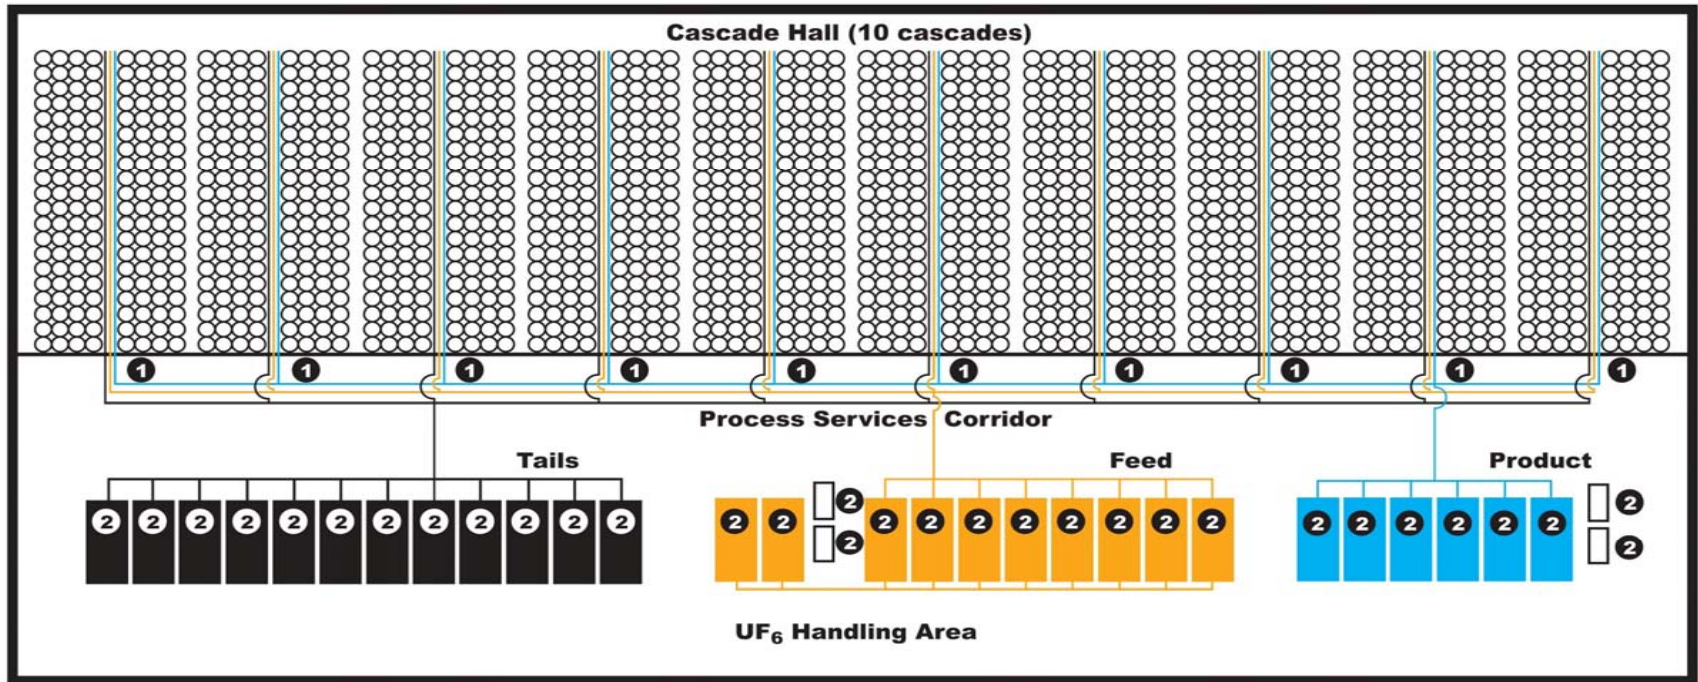 Cascade Hall (10 cascades)
1 1 1 1 1 1 1 1 1 1
Process Services Corridor
Tails Feed Product
2 2 2 2 2 2 2 2 2 2 2 2 2 2 2 2 2 2 2 2 2 2 2 2 2 2 2 2 2 2 2 2
UF₆ Handling Area